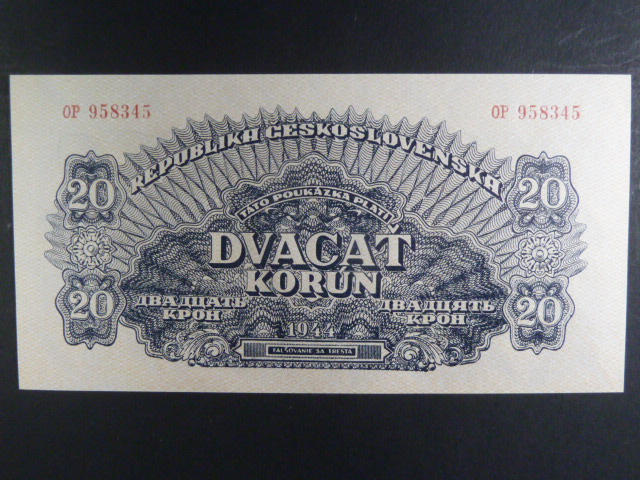 OP 958345
OP 958345
REPUBLIKA ČESKOSLOVENSKÁ
20
20
TÁTO POUKÁZKA PLATÍ
DVACAŤ
KORÚN
20
20
ДВАДЦАТЬ
КРОН
ДВАДЦЯТЬ
КРОН
1944
FALŠOVANIE SA TRESTÁ